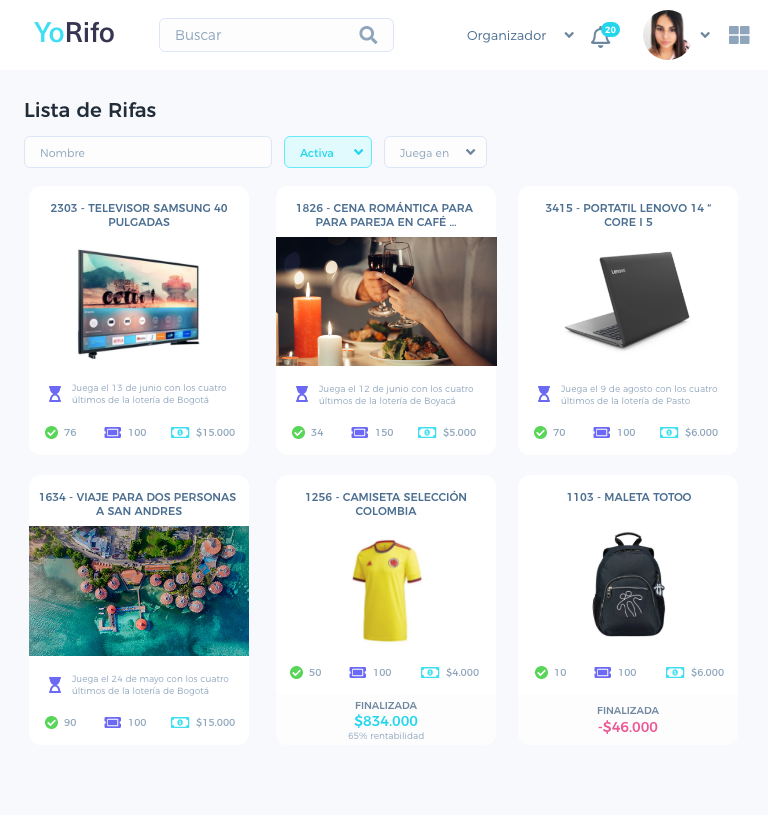 YoRifo
Buscar
Organizador
20
Lista de Rifas
Nombre
Activa
Juega en
2303 - TELEVISOR SAMSUNG 40
PULGADAS
Juega el 13 de junio con los cuatro
últimos de la lotería de Bogotá
76
100
$15.000
1826 - CENA ROMÁNTICA PARA
PARA PAREJA EN CAFÉ ...
Juega el 12 de junio con los cuatro
últimos de la lotería de Boyacá
34
150
$5.000
3415 - PORTATIL LENOVO 14 “
CORE I 5
Lenovo
Juega el 9 de agosto con los cuatro
últimos de la lotería de Pasto
70
100
$6.000
1634 - VIAJE PARA DOS PERSONAS
A SAN ANDRES
Juega el 24 de mayo con los cuatro
últimos de la lotería de Bogotá
90
100
$15.000
1256 - CAMISETA SELECCIÓN
COLOMBIA
50
100
$4.000
FINALIZADA
$834.000
65% rentabilidad
1103 - MALETA TOTOO
10
100
$6.000
FINALIZADA
-$46.000